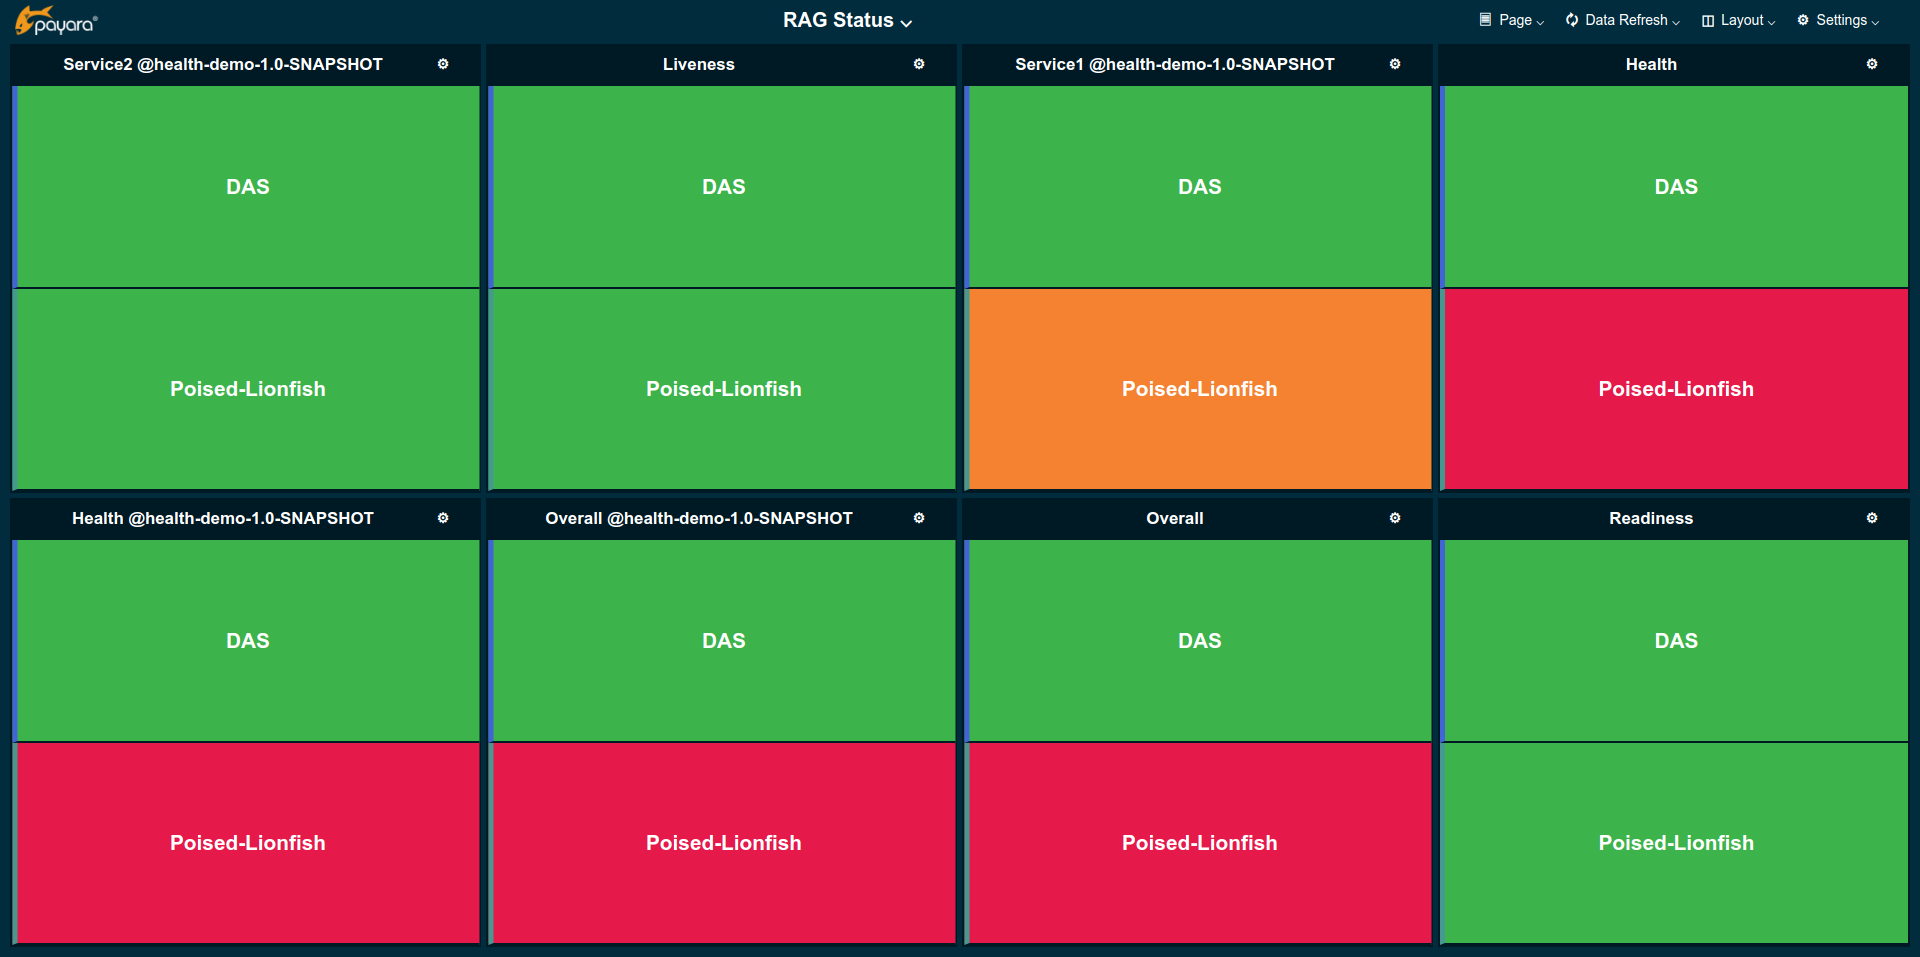 payara®
RAG Status
Page
Data Refresh
Layout
Settings
Service2 @health-demo-1.0-SNAPSHOT
Liveness
Service1 @health-demo-1.0-SNAPSHOT
Health
DAS
DAS
DAS
DAS
Poised-Lionfish
Poised-Lionfish
Poised-Lionfish
Poised-Lionfish
Health @health-demo-1.0-SNAPSHOT
Overall @health-demo-1.0-SNAPSHOT
Overall
Readiness
DAS
DAS
DAS
DAS
Poised-Lionfish
Poised-Lionfish
Poised-Lionfish
Poised-Lionfish